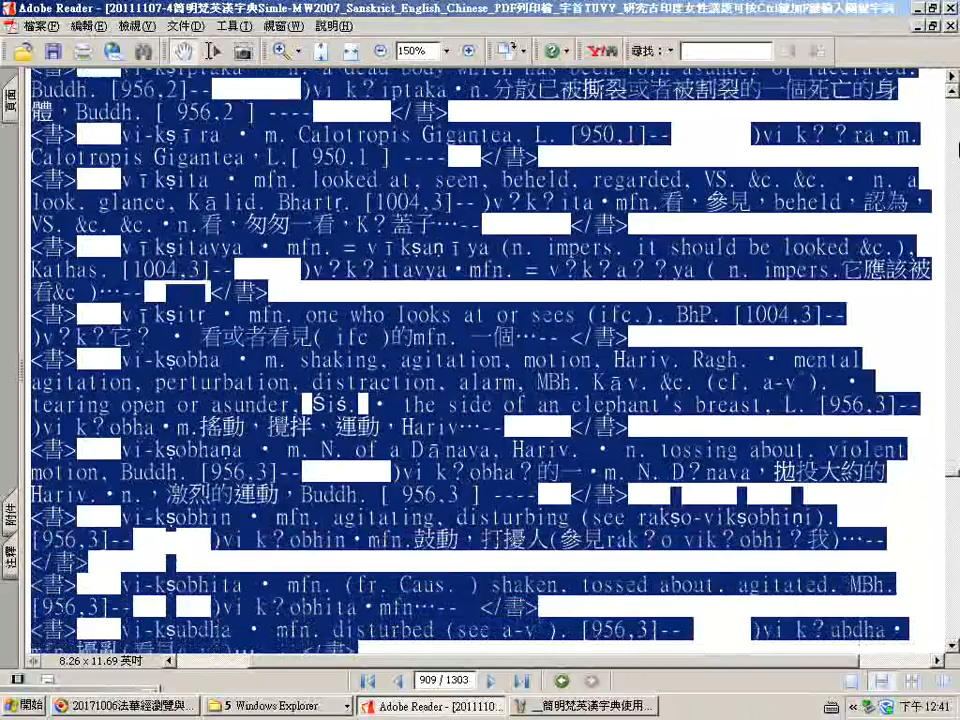 Adobe Reader - [20111107-4簡明梵英漢字典Simle-MW2007_Sanskrict_English_Chinese_PDF列印檔_字首TUVY_研究古印度女性議題可按Ctrl鍵加F鍵輸入關鍵字詞
檔案(F) 編輯(E) 檢視(V) 文件(D) 工具(T) 視窗(W) 說明(H)
150% 尋找:
Buddh. [956,2]-- )vi k?iptaka•n.分散已被撕裂或者被割裂的一個死亡的身
體,Buddh. [ 956.2 ] ---- </書>
<書> vi-kṣīra • m. Calotropis Gigantea, L. [950,1]-- )vi k??ra•m.
Calotropis Gigantea,L.[ 950.1 ] ---- </書>
<書> vīkṣita • mfn. looked at, seen, beheld, regarded, VS. &c. &c. • n. a
look. glance, Kālid. Bhartr. [1004,3]-- )v?k?ita•mfn.看,參見,beheld,認為,
VS. &c. &c.•n.看,匆匆一看,K?蓋子…-- </書>
<書> vīkṣitavya • mfn. = vīkṣaṇīya (n. impers. it should be looked &c.),
Kathas. [1004,3]-- )v?k?itavya•mfn. = v?k?a??ya ( n. impers.它應該被
看&c )…-- </書>
<書> vīkṣitṛ • mfn. one who looks at or sees (ifc.), BhP. [1004,3]--
)v?k?它? • 看或者看見( ifc )的mfn. 一個…-- </書>
<書> vi-kṣobha • m. shaking, agitation, motion, Hariv. Ragh. • mental
agitation, perturbation, distraction, alarm, MBh. Kāv. &c. (cf. a-v ̊). •
tearing open or asunder, Śiś. • the side of an elephant's breast, L. [956,3]--
)vi k?obha•m.搖動,攪拌,運動,Hariv…-- </書>
<書> vi-kṣobhaṇa • m. N. of a Dānava, Hariv. • n. tossing about, violent
motion, Buddh. [956,3]-- )vi k?obha?的一•m. N. D?nava,拋投大約的
Hariv.•n.,激烈的運動,Buddh. [ 956.3 ] ---- </書>
<書> vi-kṣobhin • mfn. agitating, disturbing (see rakṣo-vikṣobhiṇi).
[956,3]-- )vi k?obhin•mfn.鼓動,打擾人(參見rak?o vik?obhi?我)…--
</書>
<書> vi-kṣobhita • mfn. (fr. Caus. ) shaken, tossed about, agitated, MBh.
[956,3]-- )vi k?obhita•mfn…-- </書>
<書> vi-kṣubdha • mfn. disturbed (see a-v ̊). [956,3]-- )vi k?ubdha•
8.26 x 11.69 英吋
909 / 1303
頁面
附件
注釋
開始 20171006法華經瀏覽與... 5 Windows Explorer Adobe Reader - [2011110... __簡明梵英漢字典使用... 下午 12:41